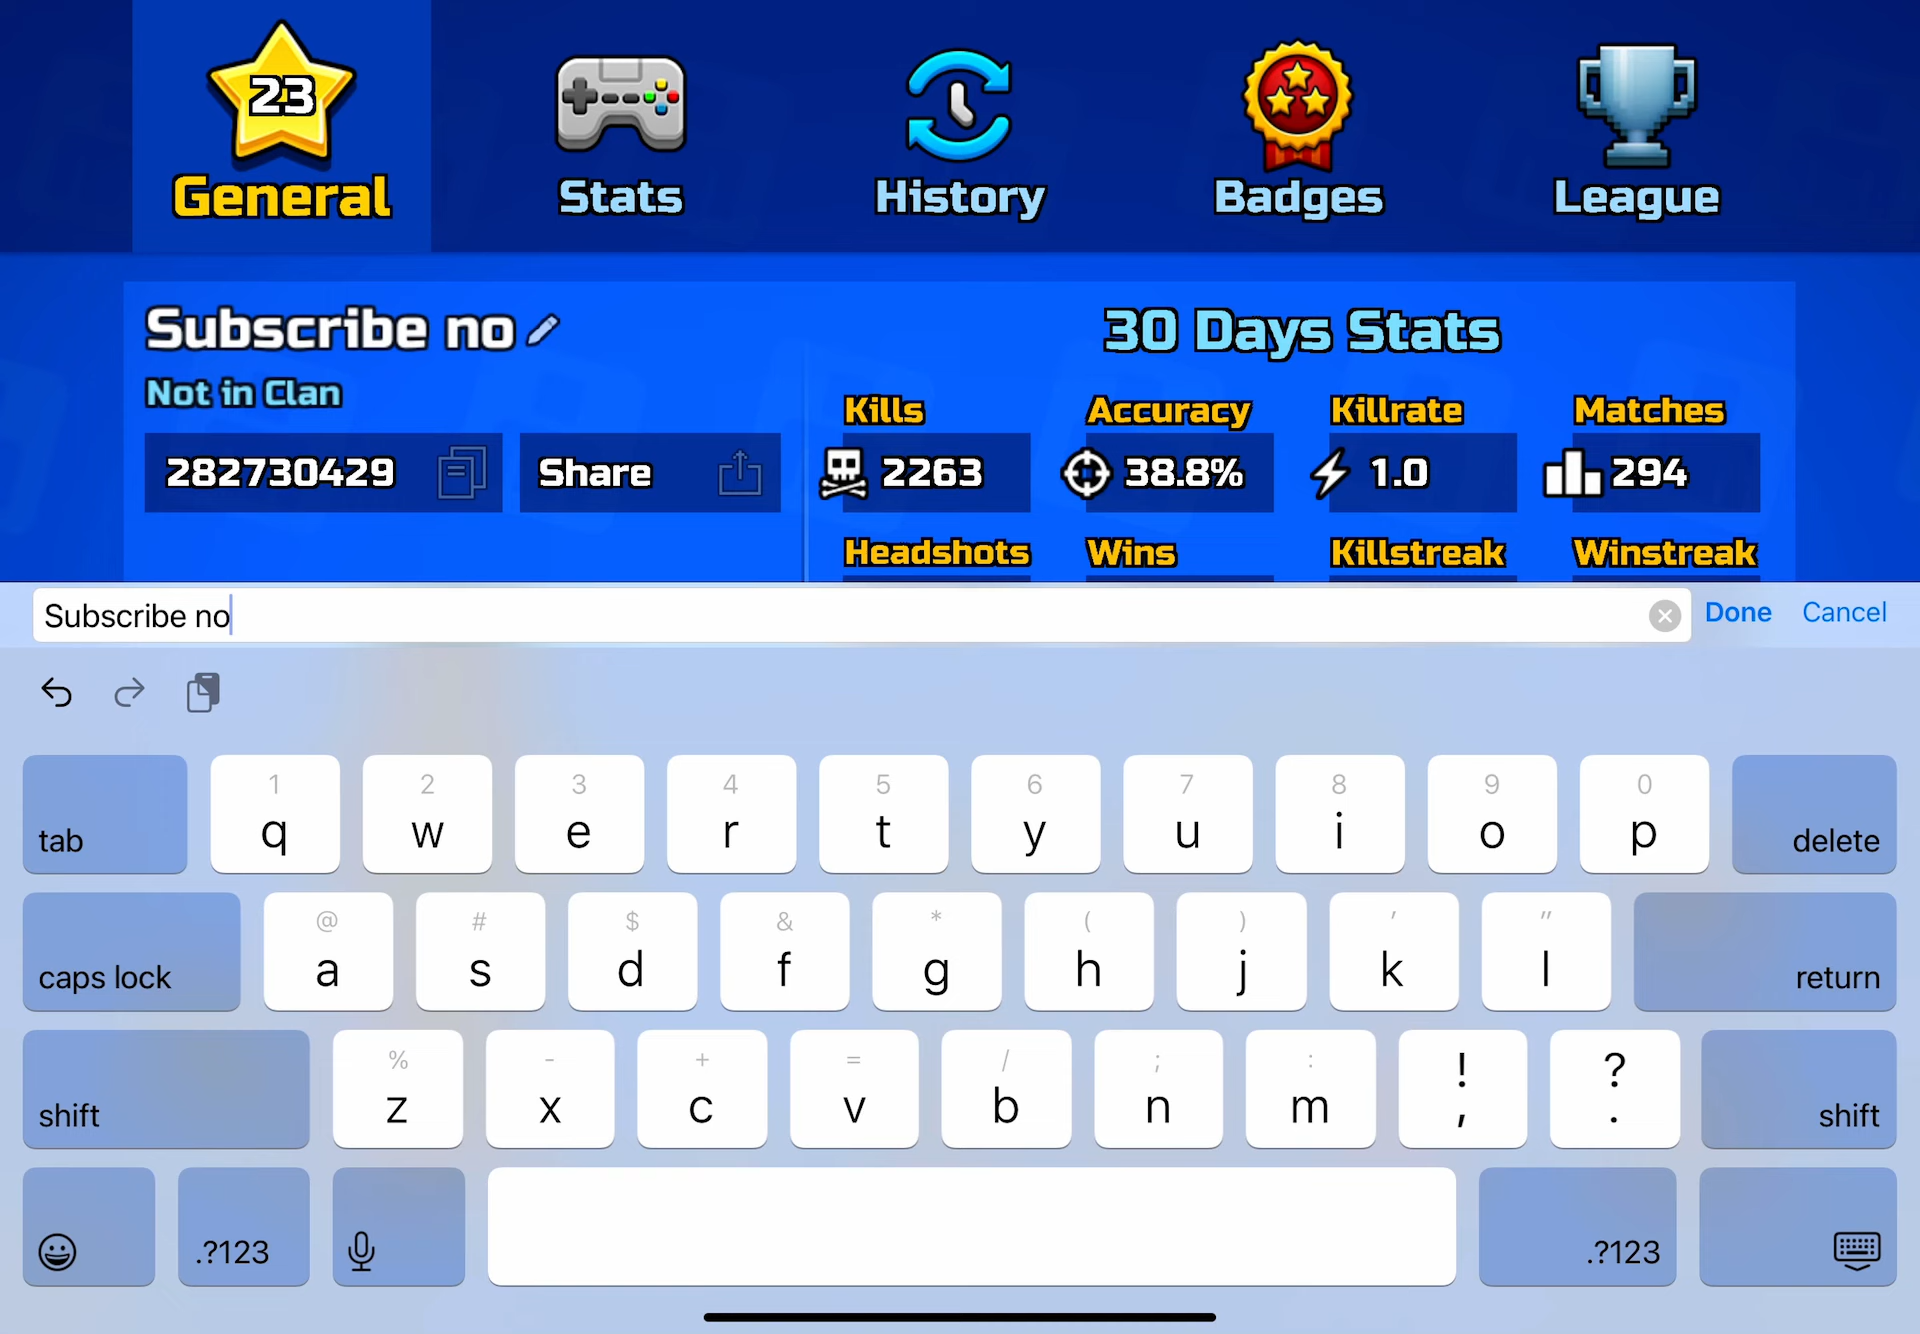 23
General
Stats
History
Badges
League
Subscribe no
Not in Clan
282730429
Share
30 Days Stats
Kills Accuracy Killrate Matches
2263 38.8% 1.0 294
Headshots Wins Killstreak Winstreak
Subscribe no
Done Cancel
tab 1 q 2 w 3 e 4 r 5 t 6 y 7 u 8 i 9 o 0 p delete
caps lock @ a # s $ d & f * g ( h ) j ' k " l return
shift % z - x + c = v / b ; n : m ! , ? . shift
.?123 .?123